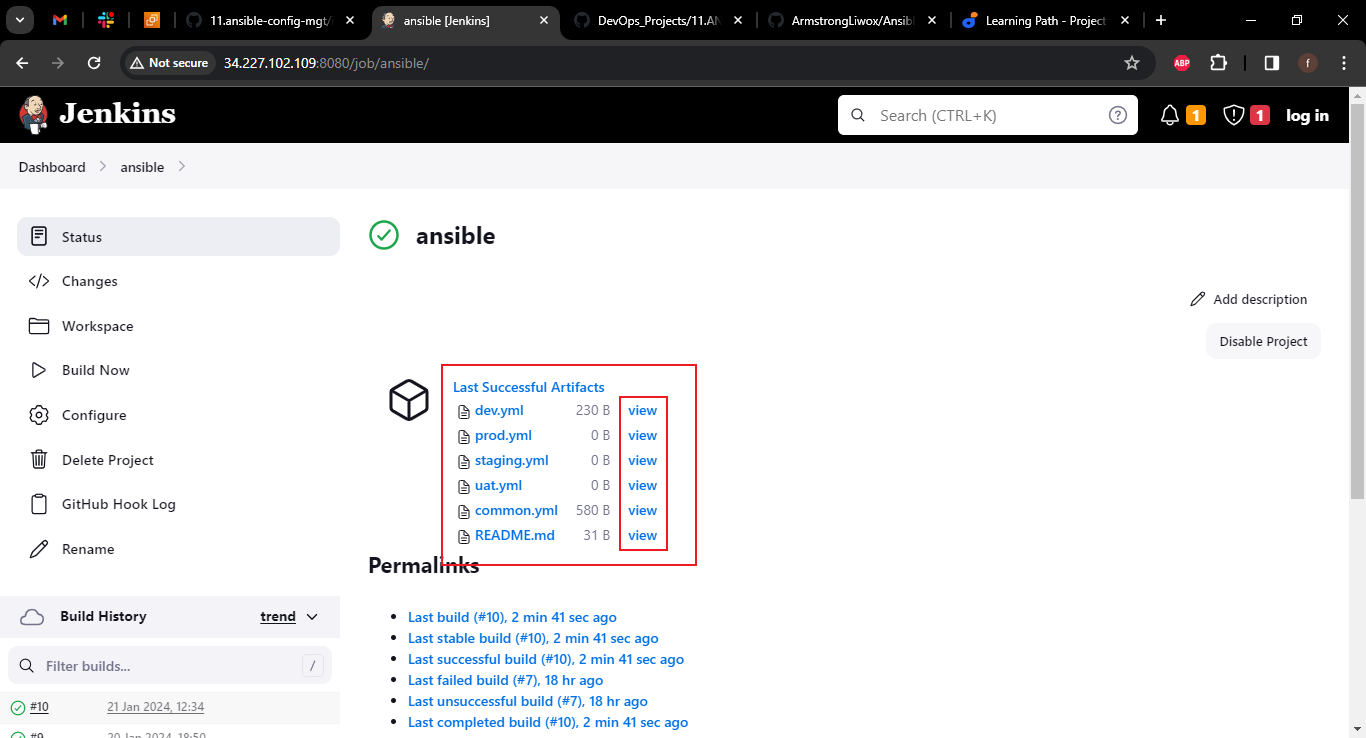 11.ansible-config-mgt/i
ansible [Jenkins]
DevOps_Projects/11.AN
ArmstrongLiwox/Ansibl
Learning Path - Project
Not secure
34.227.102.109:8080/job/ansible/
ABP
f
Jenkins
Search (CTRL+K)
?
1
1
log in
Dashboard
ansible
Status
Changes
Workspace
Build Now
Configure
Delete Project
GitHub Hook Log
Rename
Build History
trend
Filter builds...
/
#10
21 Jan 2024, 12:34
#9
20 Jan 2024, 18:50
ansible
Add description
Disable Project
Last Successful Artifacts
dev.yml 230 B view
prod.yml 0 B view
staging.yml 0 B view
uat.yml 0 B view
common.yml 580 B view
README.md 31 B view
Permalinks
Last build (#10), 2 min 41 sec ago
Last stable build (#10), 2 min 41 sec ago
Last successful build (#10), 2 min 41 sec ago
Last failed build (#7), 18 hr ago
Last unsuccessful build (#7), 18 hr ago
Last completed build (#10), 2 min 41 sec ago